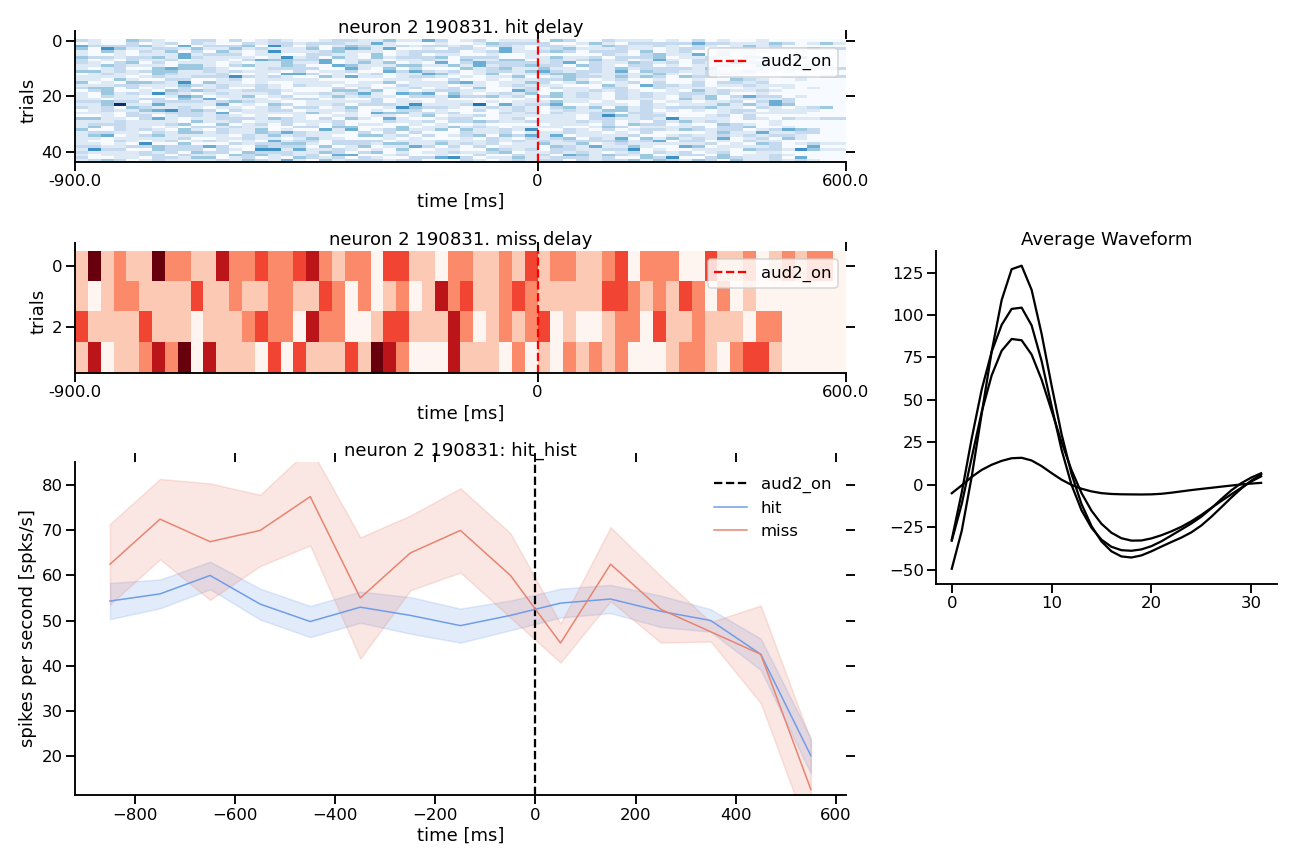 neuron 2 190831. hit delay
0
20
40
trials
aud2_on
-900.0
0
600.0
time [ms]
neuron 2 190831. miss delay
0
2
trials
aud2_on
-900.0
0
600.0
time [ms]
neuron 2 190831: hit_hist
80
70
60
50
40
30
20
spikes per second [spks/s]
aud2_on
hit
miss
−800
−600
−400
−200
0
200
400
600
time [ms]
Average Waveform
125
100
75
50
25
0
−25
−50
0
10
20
30